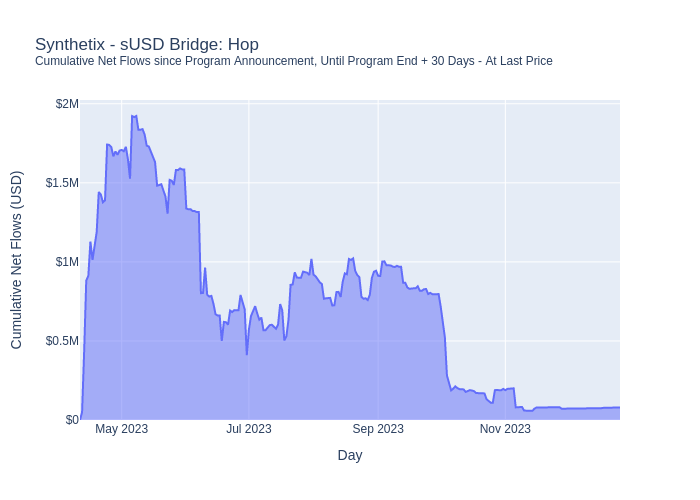 Synthetix - sUSD Bridge: Hop
Cumulative Net Flows since Program Announcement, Until Program End + 30 Days - At Last Price
Cumulative Net Flows (USD)
$2M
$1.5M
$1M
$0.5M
$0
May 2023
Jul 2023
Sep 2023
Nov 2023
Day